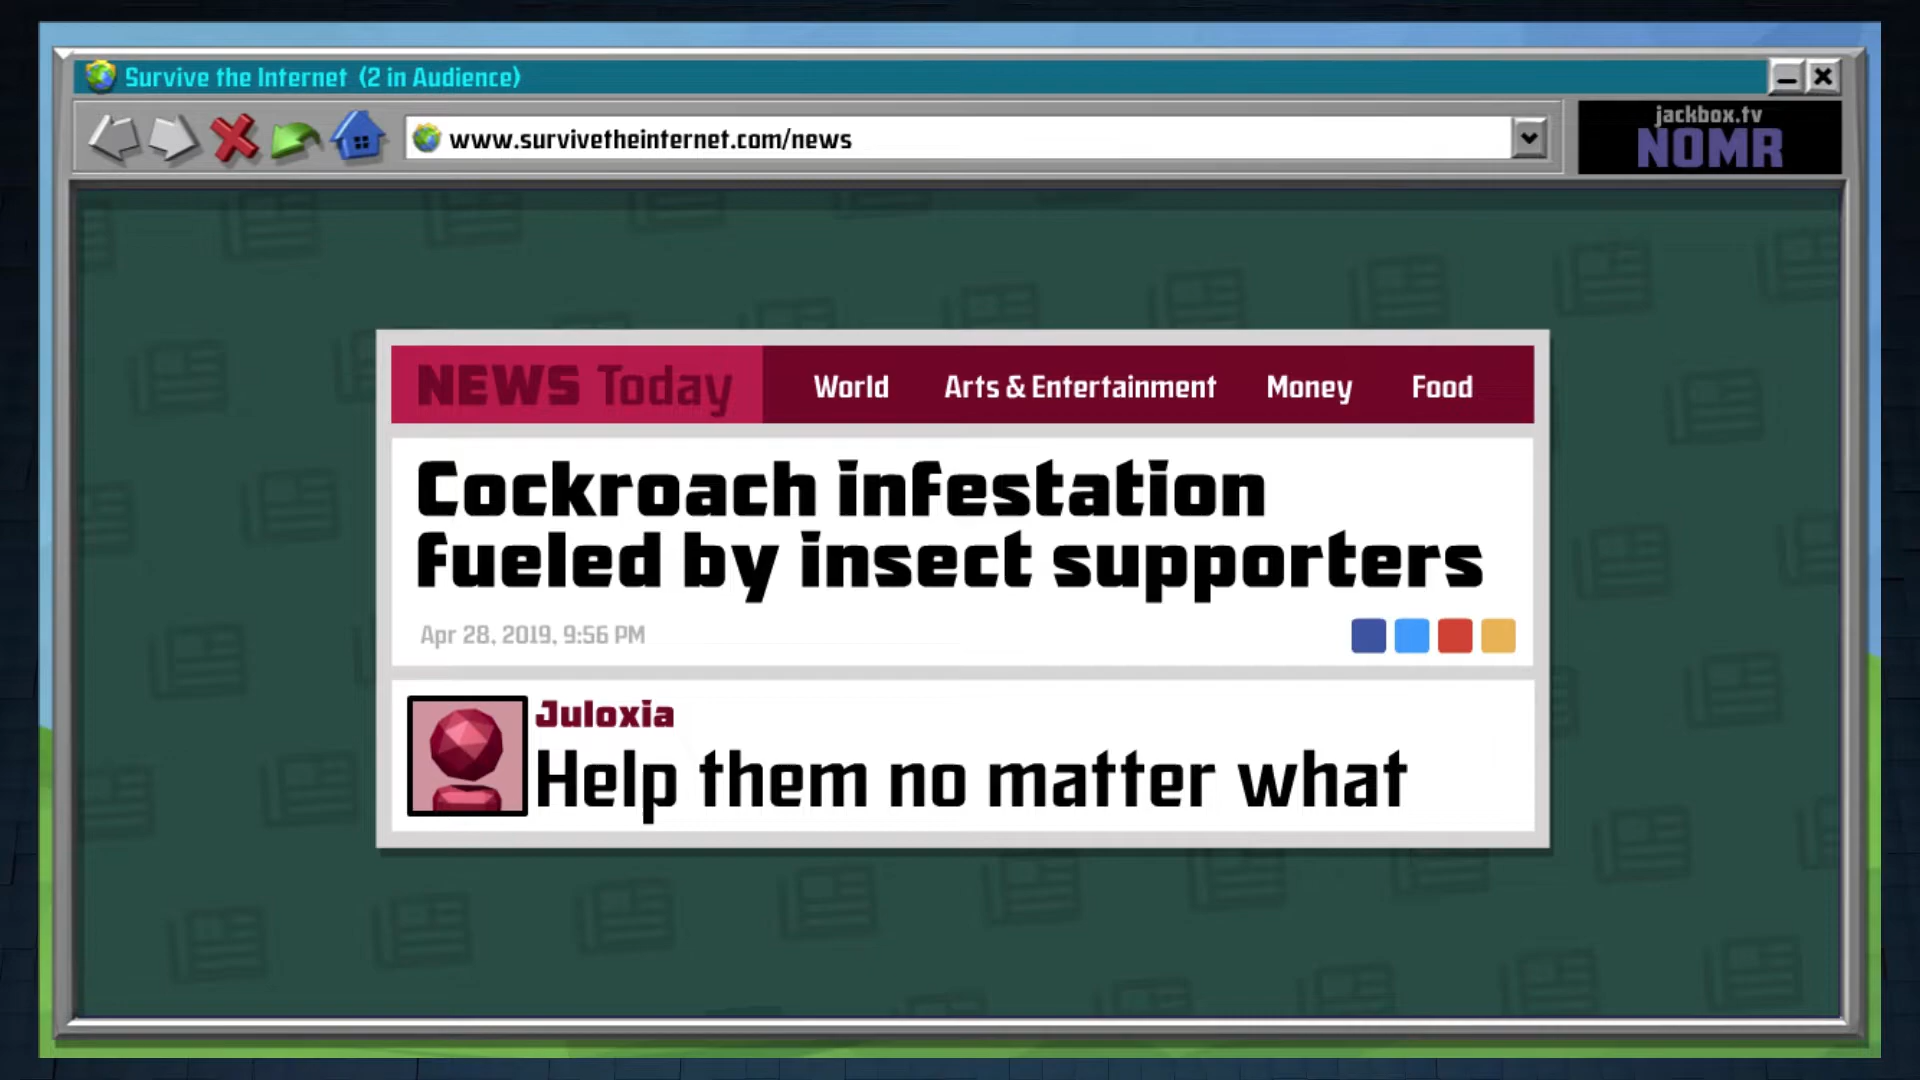 Survive the Internet (2 in Audience)
www.survivetheinternet.com/news
jackbox.tv
NOMR
NEWS Today World Arts & Entertainment Money Food
Cockroach infestation
fueled by insect supporters
Apr 28, 2019, 9:56 PM
Juloxia
Help them no matter what